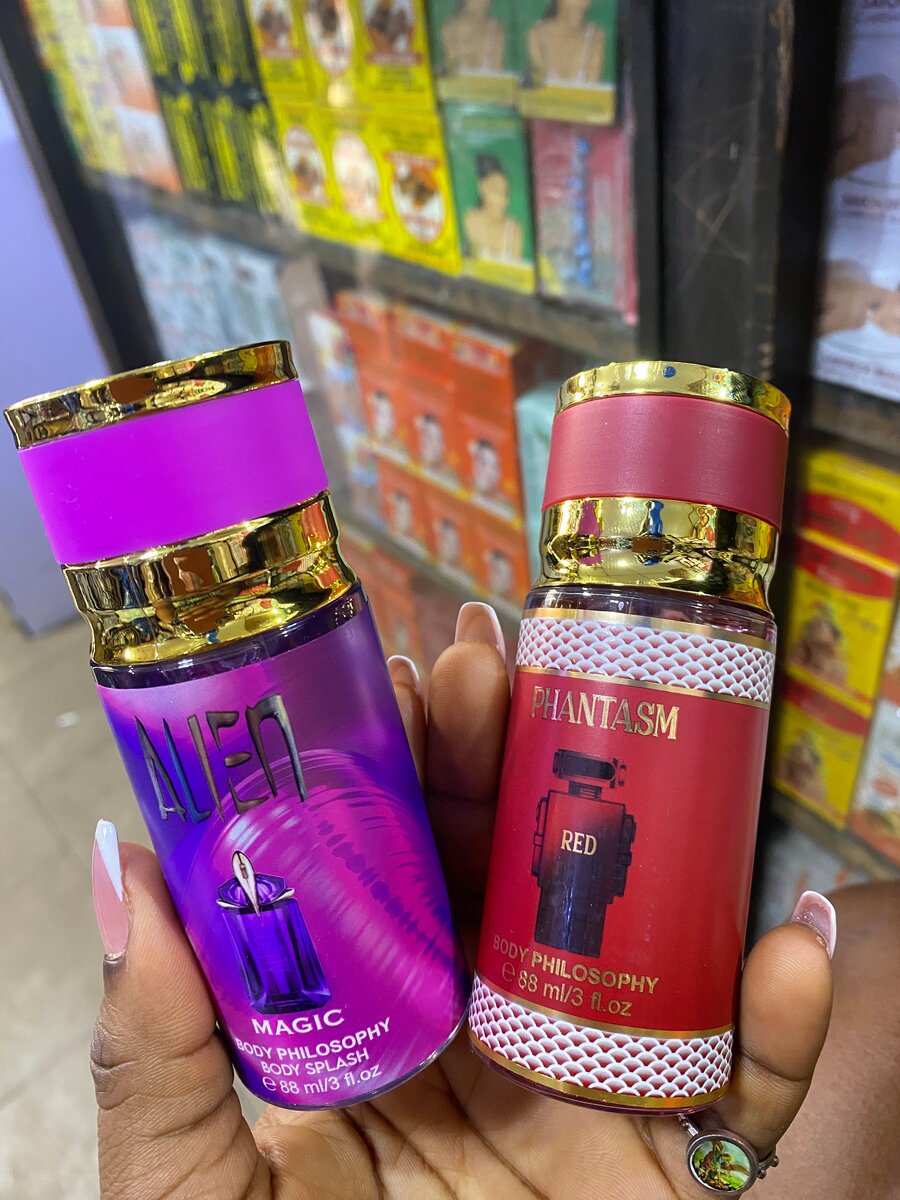 ALIEN
MAGIC
BODY PHILOSOPHY
BODY SPLASH
℮ 88 ml/3 fl.oz
PHANTASM
RED
BODY PHILOSOPHY
℮ 88 ml/3 fl.oz